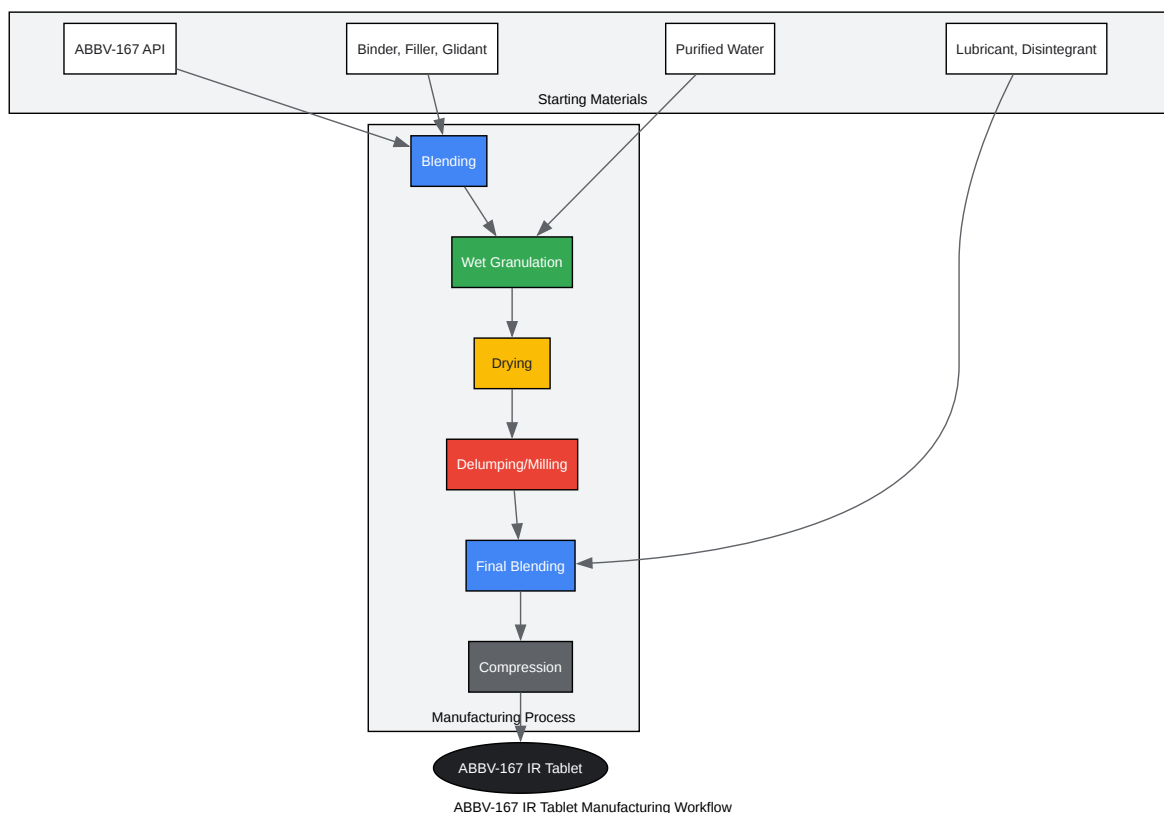 ABBV-167 API
Binder, Filler, Glidant
Purified Water
Lubricant, Disintegrant
Starting Materials
Blending
Wet Granulation
Drying
Delumping/Milling
Final Blending
Compression
Manufacturing Process
ABBV-167 IR Tablet
ABBV-167 IR Tablet Manufacturing Workflow